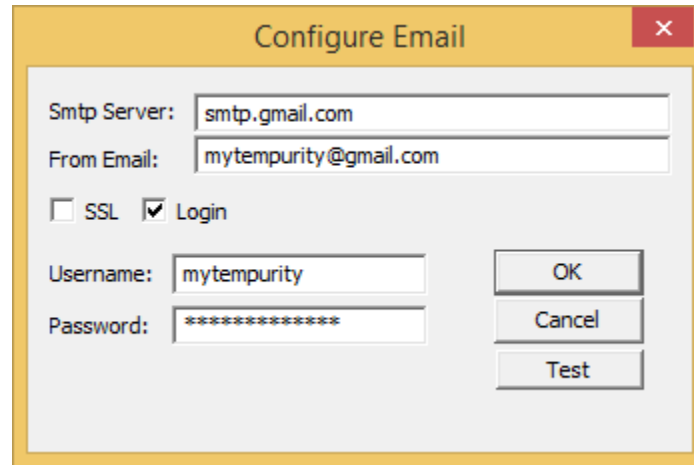 Configure Email
Smtp Server: smtp.gmail.com
From Email: mytempurity@gmail.com
SSL Login
Username: mytempurity
OK
Password: *************
Cancel
Test